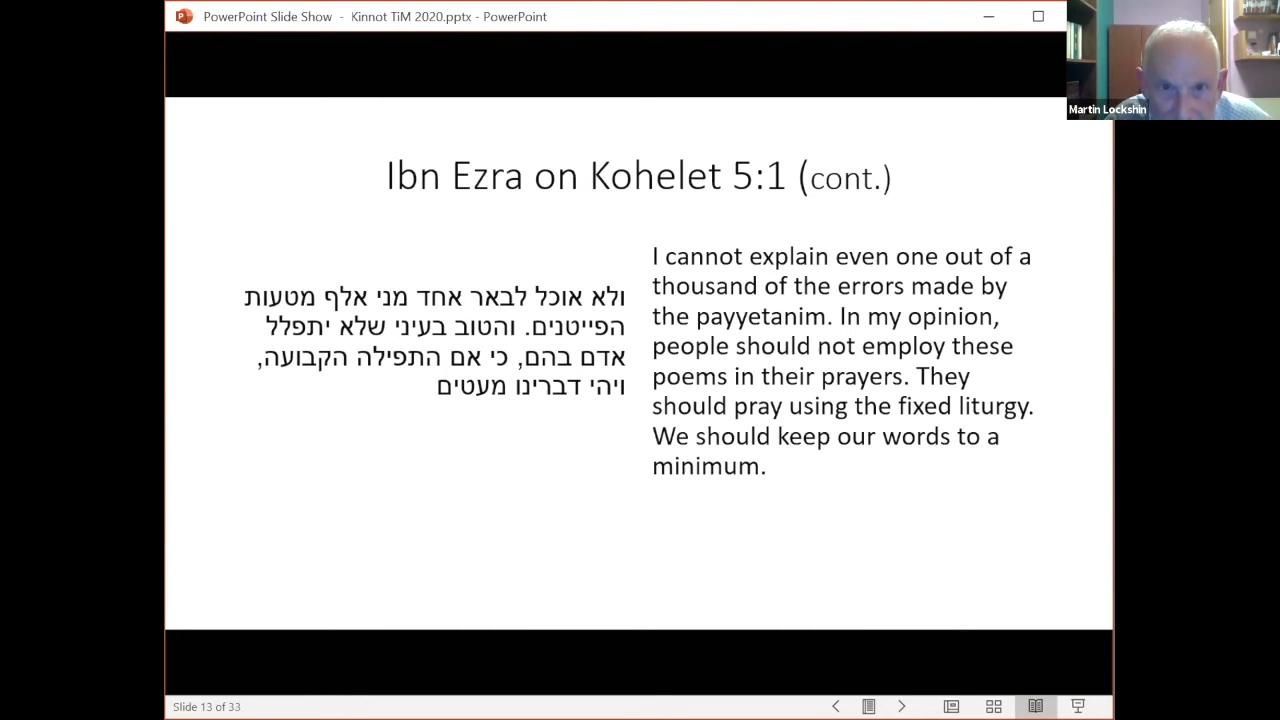 PowerPoint Slide Show - Kinnot TiM 2020.pptx - PowerPoint
Martin Lockshin
Ibn Ezra on Kohelet 5:1 (cont.)
ולא אוכל לבאר אחד מני אלף מטעות
הפייטנים. והטוב בעיני שלא יתפלל
אדם בהם, כי אם התפילה הקבועה,
ויהי דברינו מעטים
I cannot explain even one out of a
thousand of the errors made by
the payyetanim. In my opinion,
people should not employ these
poems in their prayers. They
should pray using the fixed liturgy.
We should keep our words to a
minimum.
Slide 13 of 33